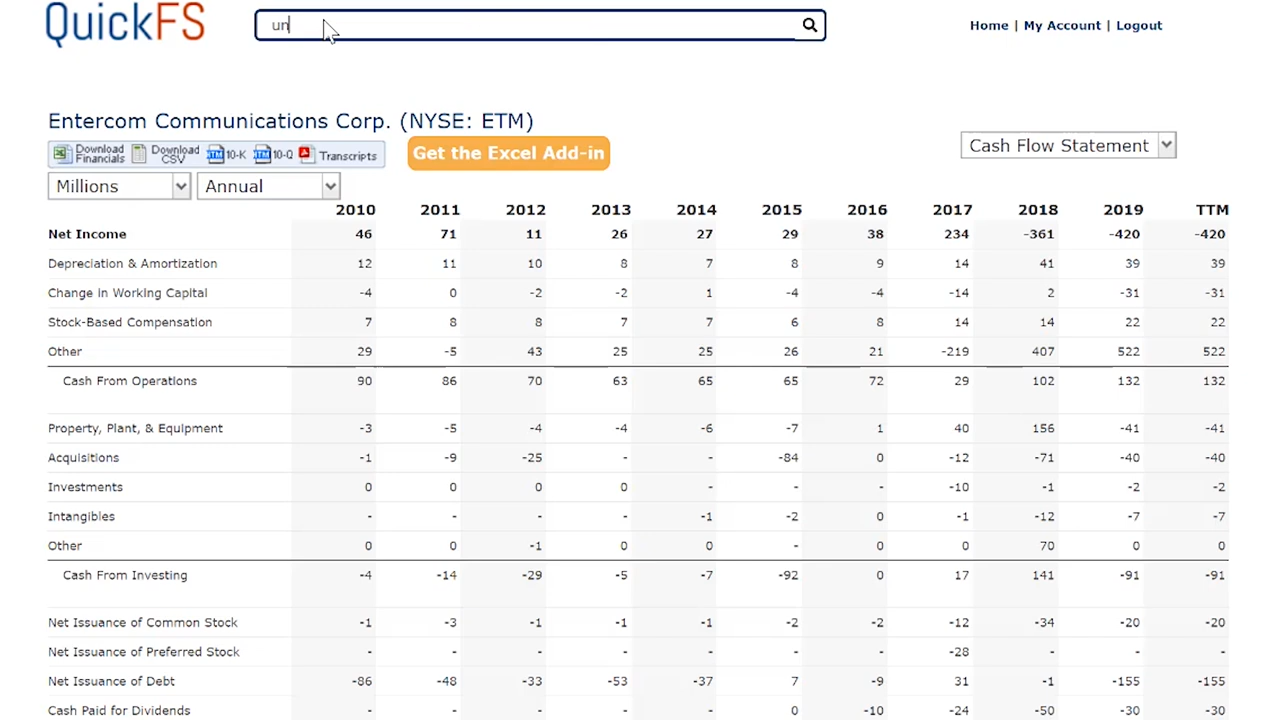 QuickFS un Home | My Account | Logout
Entercom Communications Corp. (NYSE: ETM)
Download Financials Download CSV 10-K 10-Q Transcripts Get the Excel Add-in Cash Flow Statement
Millions Annual
2010 2011 2012 2013 2014 2015 2016 2017 2018 2019 TTM
Net Income 46 71 11 26 27 29 38 234 -361 -420 -420
Depreciation & Amortization 12 11 10 8 7 8 9 14 41 39 39
Change in Working Capital -4 0 -2 -2 1 -4 -4 -14 2 -31 -31
Stock-Based Compensation 7 8 8 7 7 6 8 14 14 22 22
Other 29 -5 43 25 25 26 21 -219 407 522 522
Cash From Operations 90 86 70 63 65 65 72 29 102 132 132
Property, Plant, & Equipment -3 -5 -4 -4 -6 -7 1 40 156 -41 -41
Acquisitions -1 -9 -25 - - -84 0 -12 -71 -40 -40
Investments 0 0 0 0 - - - -10 -1 -2 -2
Intangibles - - - - -1 -2 0 -1 -12 -7 -7
Other 0 0 -1 0 0 - 0 0 70 0 0
Cash From Investing -4 -14 -29 -5 -7 -92 0 17 141 -91 -91
Net Issuance of Common Stock -1 -3 -1 -1 -1 -2 -2 -12 -34 -20 -20
Net Issuance of Preferred Stock - - - - - - - -28 - - -
Net Issuance of Debt -86 -48 -33 -53 -37 7 -9 31 -1 -155 -155
Cash Paid for Dividends - - - - - 0 -10 -24 -50 -30 -30